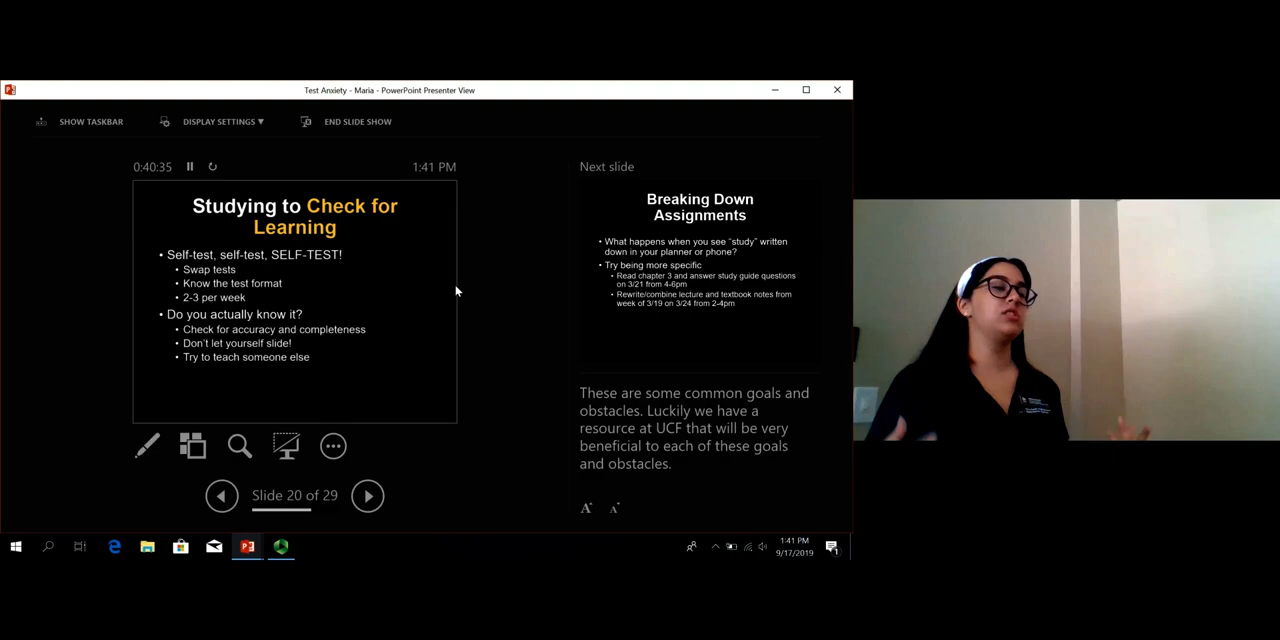 Test Anxiety - Maria - PowerPoint Presenter View
SHOW TASKBAR
DISPLAY SETTINGS ▼
END SLIDE SHOW
0:40:35
1:41 PM
Studying to Check for
Learning
• Self-test, self-test, SELF-TEST!
• Swap tests
• Know the test format
• 2-3 per week
• Do you actually know it?
• Check for accuracy and completeness
• Don't let yourself slide!
• Try to teach someone else
Slide 20 of 29
Next slide
Breaking Down
Assignments
• What happens when you see “study” written
down in your planner or phone?
• Try being more specific
• Read chapter 3 and answer study guide questions
on 3/21 from 4-6pm
• Rewrite/combine lecture and textbook notes from
week of 3/19 on 3/24 from 2-4pm
These are some common goals and
obstacles. Luckily we have a
resource at UCF that will be very
beneficial to each of these goals
and obstacles.
A A
1:41 PM
9/17/2019